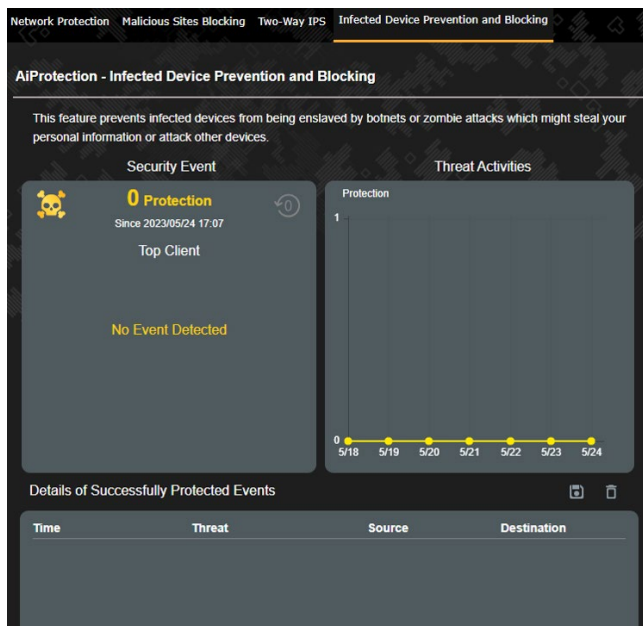 Network Protection Malicious Sites Blocking Two-Way IPS Infected Device Prevention and Blocking
AiProtection - Infected Device Prevention and Blocking
This feature prevents infected devices from being enslaved by botnets or zombie attacks which might steal your
personal information or attack other devices.
Security Event
0 Protection
Since 2023/05/24 17:07
0
Top Client
No Event Detected
Threat Activities
Protection
1
0
5/18 5/19 5/20 5/21 5/22 5/23 5/24
Details of Successfully Protected Events
Time Threat Source Destination